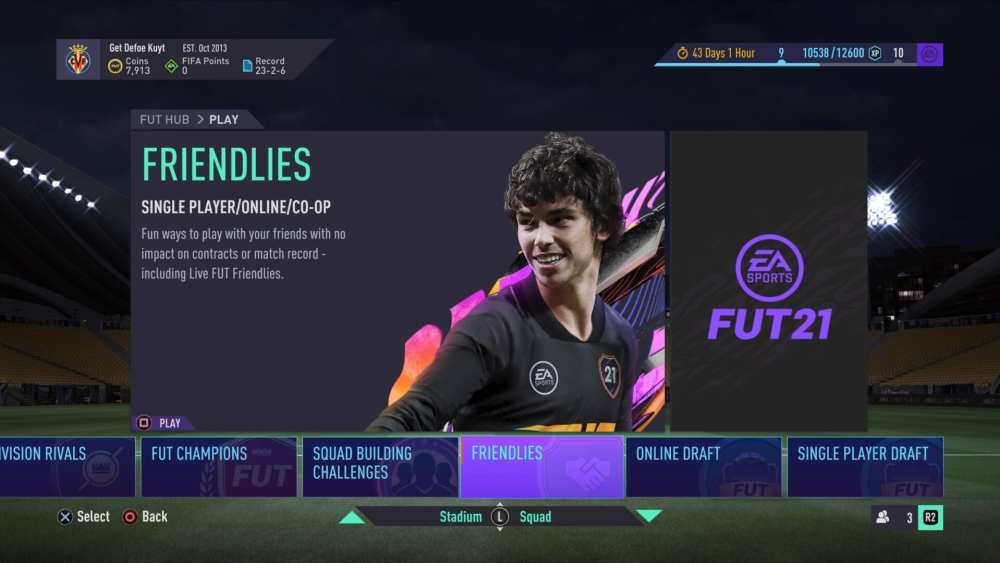 Get Defoe Kuyt EST. Oct 2013
Coins 7,913
FIFA Points 0
Record 23-2-6
43 Days 1 Hour 9 10538/12600 XP 10
FUT HUB > PLAY
FRIENDLIES
SINGLE PLAYER/ONLINE/CO-OP
Fun ways to play with your friends with no
impact on contracts or match record -
including Live FUT Friendlies.
EA SPORTS
21
EA SPORTS
FUT21
PLAY
IVISION RIVALS
FUT CHAMPIONS
FUT
SQUAD BUILDING
CHALLENGES
FRIENDLIES
ONLINE DRAFT
FUT
SINGLE PLAYER DRAFT
FUT
Select Back
Stadium L Squad
3 R2